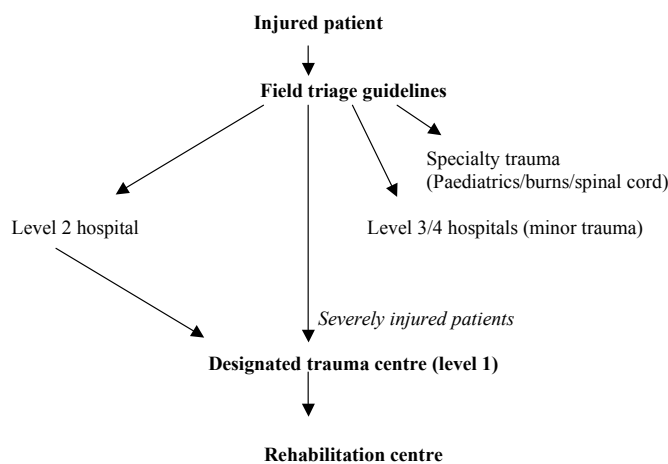 Injured patient
Field triage guidelines
Specialty trauma
(Paediatrics/burns/spinal cord)
Level 2 hospital
Level 3/4 hospitals (minor trauma)
Severely injured patients
Designated trauma centre (level 1)
Rehabilitation centre